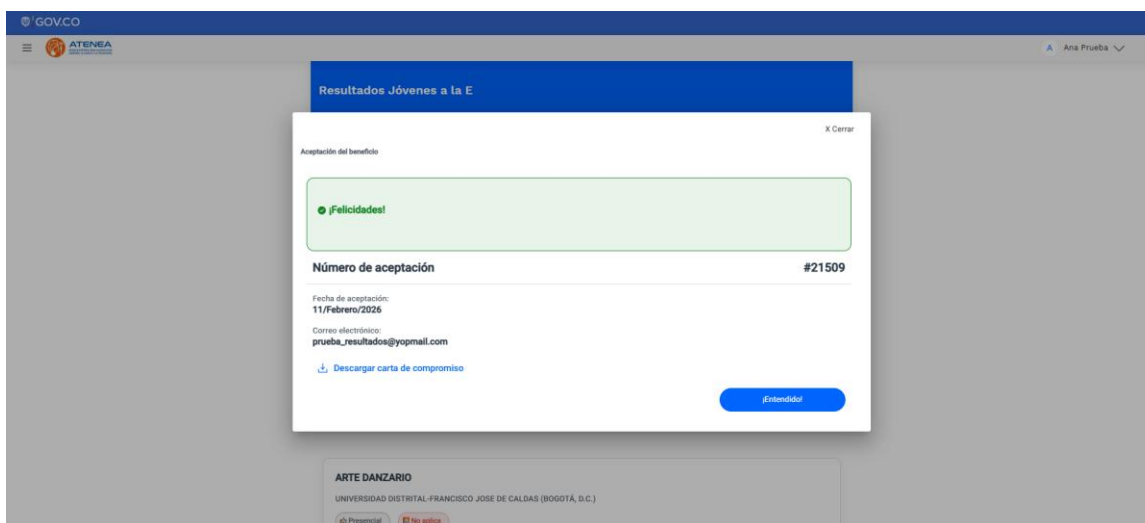 GOV.CO
ATENEA
A Ana Prueba
Resultados Jóvenes a la E
X Cerrar
Aceptación del beneficio
¡Felicidades!
Número de aceptación #21509
Fecha de aceptación:
11/Febrero/2026
Correo electrónico:
prueba_resultados@yopmail.com
Descargar carta de compromiso
¡Entendido!
ARTE DANZARIO
UNIVERSIDAD DISTRITAL-FRANCISCO JOSE DE CALDAS (BOGOTÁ, D.C.)
Presencial No aplica